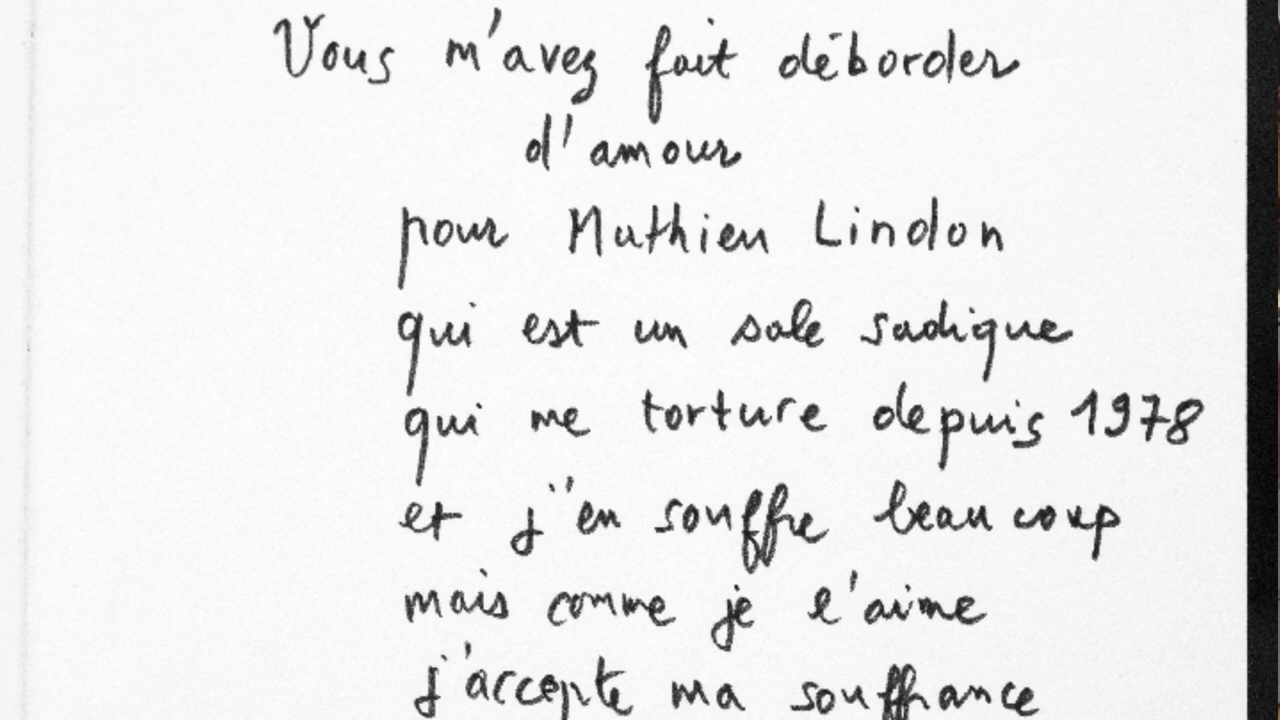 Vous m'avez fait déborder
d'amour
pour Mathieu Lindon
qui est un sale sadique
qui me torture depuis 1978
et j'en souffre beaucoup
mais comme je l'aime
j'accepte ma souffrance